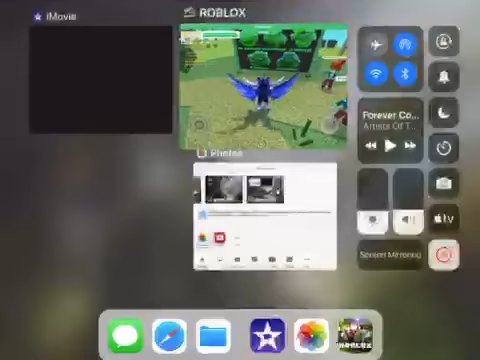 iMovie
ROBLOX
Photos
Forever Co...
Artists Of T...
tv
Screen Mirroring